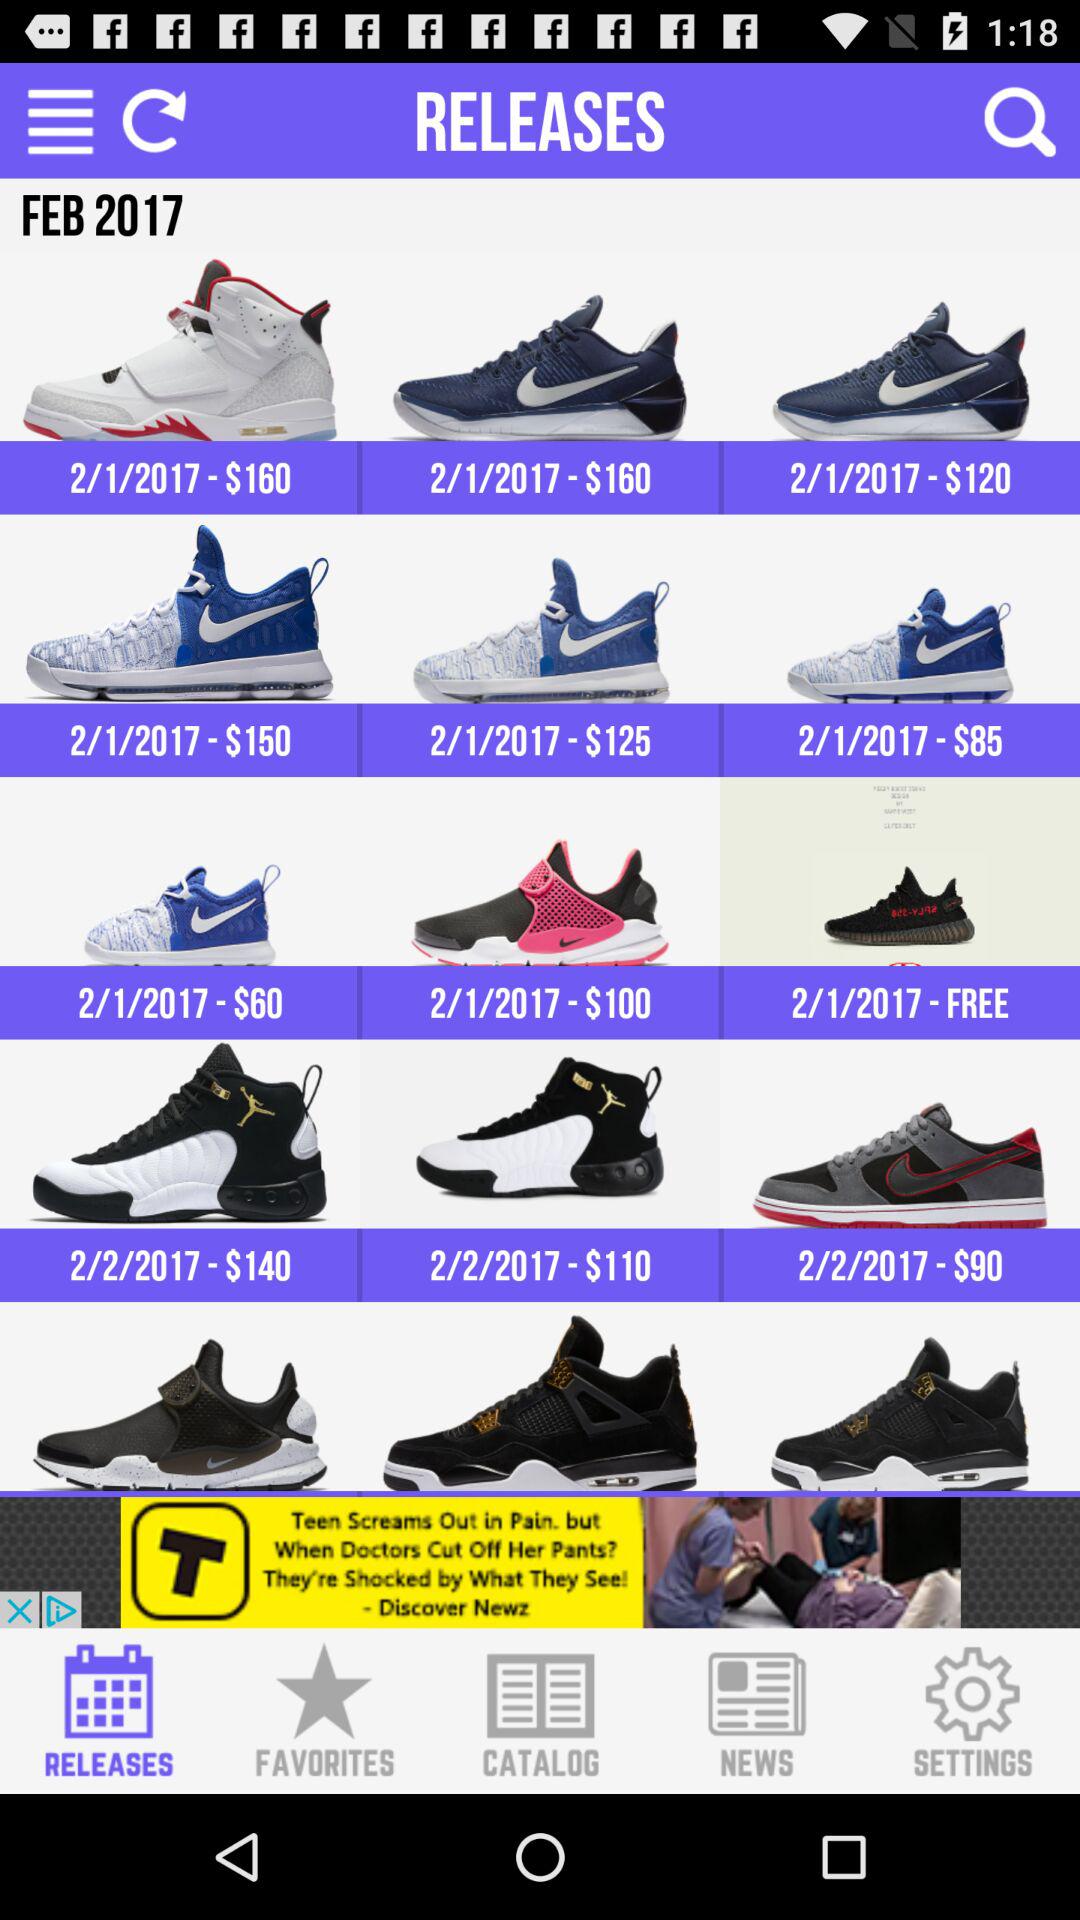 1:18
RELEASES
FEB 2017
2/1/2017 - $160
2/1/2017 - $160
2/1/2017 - $120
2/1/2017 - $150
2/1/2017 - $125
2/1/2017 - $85
2/1/2017 - $60
2/1/2017 - $100
2/1/2017 - FREE
2/2/2017 - $140
2/2/2017 - $110
2/2/2017 - $90
T
Teen Screams Out in Pain. but
When Doctors Cut Off Her Pants?
They're Shocked by What They See!
- Discover Newz
RELEASES
FAVORITES
CATALOG
NEWS
SETTINGS